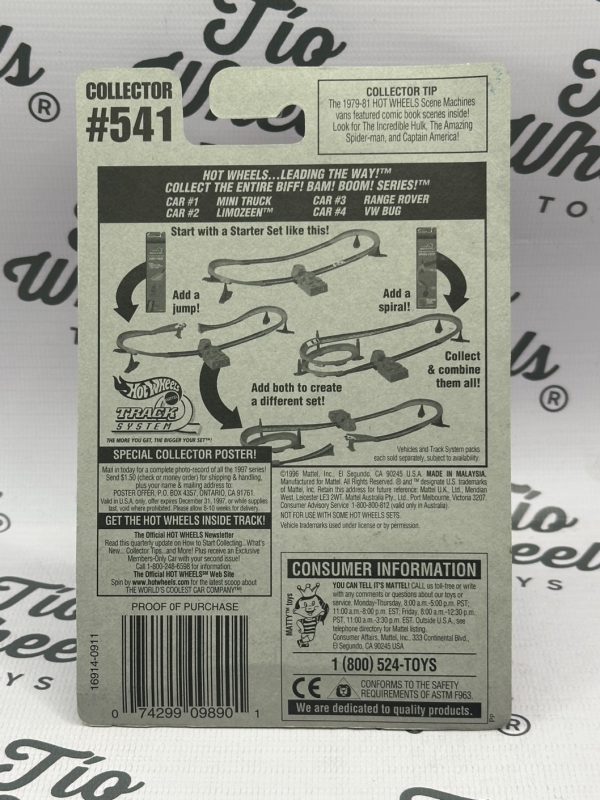 COLLECTOR
#541
COLLECTOR TIP
The 1979-81 HOT WHEELS Scene Machines
vans featured comic book scenes inside!
Look for The Incredible Hulk, The Amazing
Spider-man, and Captain America!
HOT WHEELS...LEADING THE WAY!™
COLLECT THE ENTIRE BIFF! BAM! BOOM! SERIES!™
CAR #1 MINI TRUCK CAR #3 RANGE ROVER
CAR #2 LIMOZEEN™ CAR #4 VW BUG
Start with a Starter Set like this!
Add a
jump!
Add a
spiral!
Collect
& combine
them all!
Add both to create
a different set!
Hot Wheels
MATTEL
TRACK
SYSTEM
THE MORE YOU GET, THE BIGGER YOUR SET!™
Vehicles and Track System packs
each sold separately, subject to availability.
SPECIAL COLLECTOR POSTER!
Mail in today for a complete photo-record of all the 1997 series!
Send $1.50 (check or money order) for shipping & handling,
plus your name & mailing address to:
POSTER OFFER, P.O. BOX 4357, ONTARIO, CA 91761
Valid in U.S.A. only, offer expires December 31, 1997, or while supplies
last, void where prohibited. Please allow 8-10 weeks for delivery.
GET THE HOT WHEELS INSIDE TRACK!
The Official HOT WHEELS Newsletter
Read this quarterly update on How to Start Collecting...What's
New... Collector Tips...and More! Plus receive an Exclusive
Members-Only Car with your second issue!
Call 1-800-248-6598 for information.
The Official HOT WHEELS℠ Web Site
Spin by www.hotwheels.com for the latest scoop about
THE WORLD'S COOLEST CAR COMPANY!™
©1996 Mattel, Inc., El Segundo, CA 90245 U.S.A. MADE IN MALAYSIA.
Manufactured for Mattel. All Rights Reserved. ® and ™ designate U.S. trademarks
of Mattel, Inc. Retain this address for future reference: Mattel U.K., Ltd., Meridian
West, Leicester LE3 2WT. Mattel Australia Pty., Ltd., Port Melbourne, Victoria 3207.
Consumer Advisory Service 1-800-800-812 (valid only in Australia).
NOT FOR USE WITH SOME HOT WHEELS SETS.
Vehicle trademarks used under license or by permission.
CONSUMER INFORMATION
MATTY™ toys
YOU CAN TELL IT'S MATTEL! CALL us toll-free or write
with any comments or questions about our toys or
service. Monday-Thursday, 8:00 a.m.-5:00 p.m. PST;
11:00 a.m.-8:00 p.m. EST. Friday, 8:00 a.m.-12:30 p.m.
PST, 11:00 a.m.-3:30 p.m. EST. Outside U.S.A., see
telephone directory for Mattel listing.
Consumer Affairs, Mattel, Inc., 333 Continental Blvd.,
El Segundo, CA 90245 USA
1 (800) 524-TOYS
CE
CONFORMS TO THE SAFETY
REQUIREMENTS OF ASTM F963.
We are dedicated to quality products.
PROOF OF PURCHASE
16914-0911
0 74299 09890 1
Tio
Wheels
®
TOYS